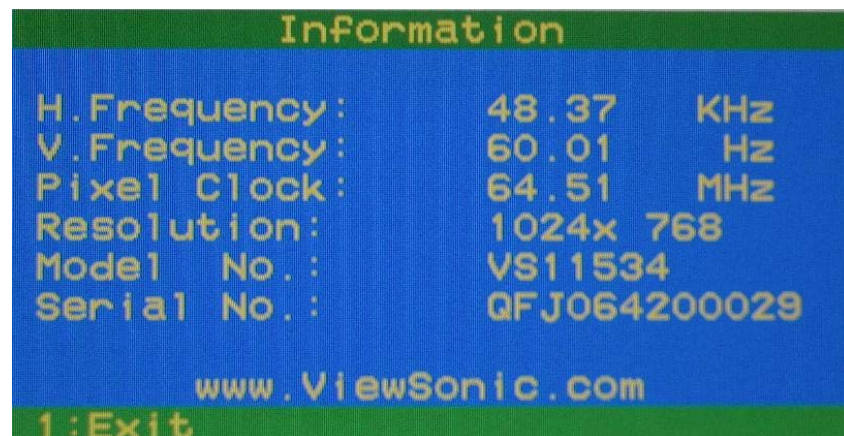 Information
H.Frequency: 48.37 KHz
V.Frequency: 60.01 Hz
Pixel Clock: 64.51 MHz
Resolution: 1024x 768
Model No.: VS11534
Serial No.: QFJ064200029
www.ViewSonic.com
1:Exit